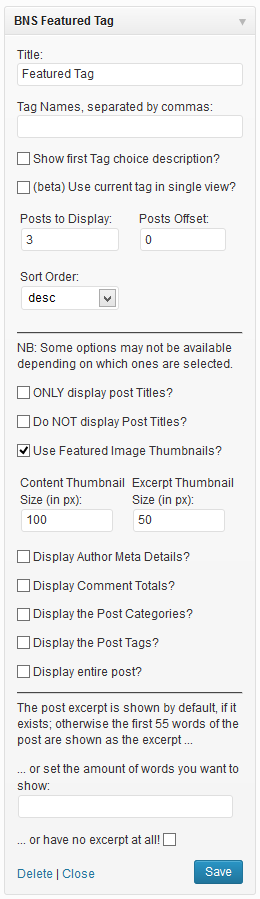 BNS Featured Tag
Title:
Featured Tag
Tag Names, separated by commas:
Show first Tag choice description?
(beta) Use current tag in single view?
Posts to Display: Posts Offset:
3 0
Sort Order:
desc
NB: Some options may not be available
depending on which ones are selected.
ONLY display post Titles?
Do NOT display Post Titles?
Use Featured Image Thumbnails?
Content Thumbnail Excerpt Thumbnail
Size (in px): Size (in px):
100 50
Display Author Meta Details?
Display Comment Totals?
Display the Post Categories?
Display the Post Tags?
Display entire post?
The post excerpt is shown by default, if it
exists; otherwise the first 55 words of the
post are shown as the excerpt ...
... or set the amount of words you want to
show:
... or have no excerpt at all!
Delete | Close Save